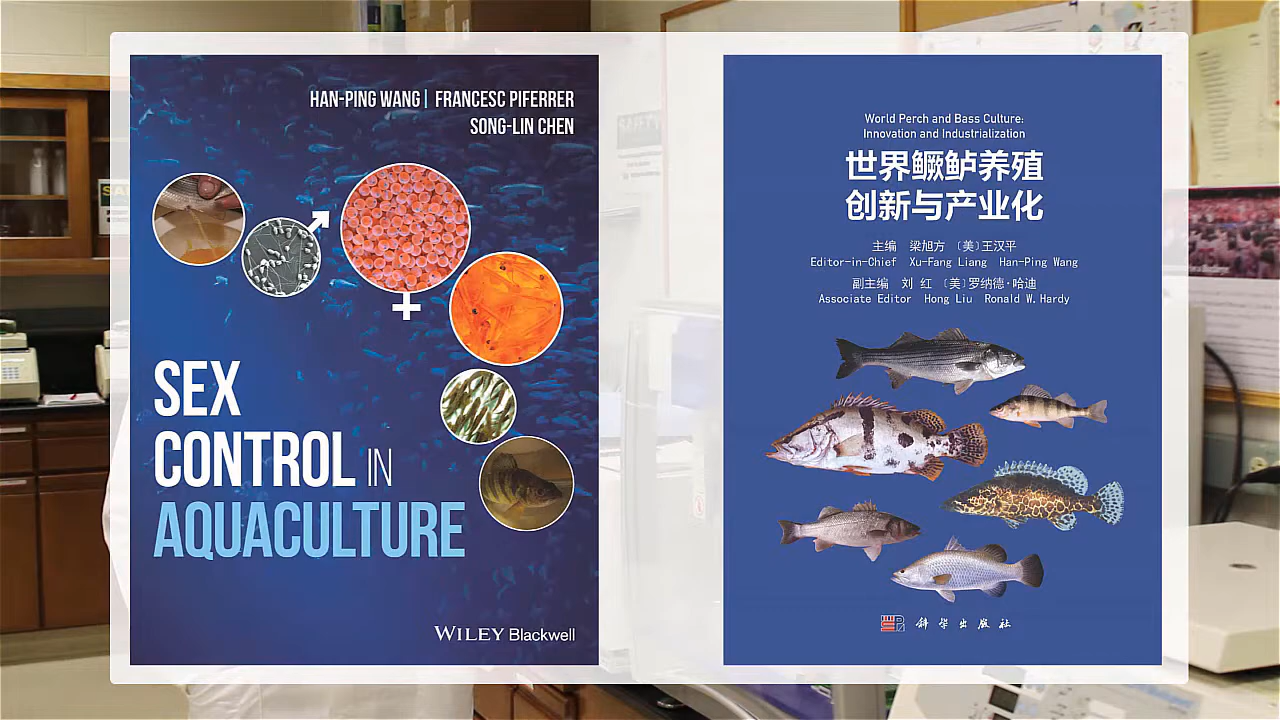 HAN-PING WANG | FRANCESC PIFERRER
SONG-LIN CHEN
SEX
CONTROL IN
AQUACULTURE
WILEY Blackwell
World Perch and Bass Culture:
Innovation and Industrialization
世界鳜鲈养殖
创新与产业化
主编 梁旭方 〔美〕王汉平
Editor-in-Chief Xu-Fang Liang Han-Ping Wang
副主编 刘 红 〔美〕罗纳德·哈迪
Associate Editor Hong Liu Ronald W. Hardy
科学出版社